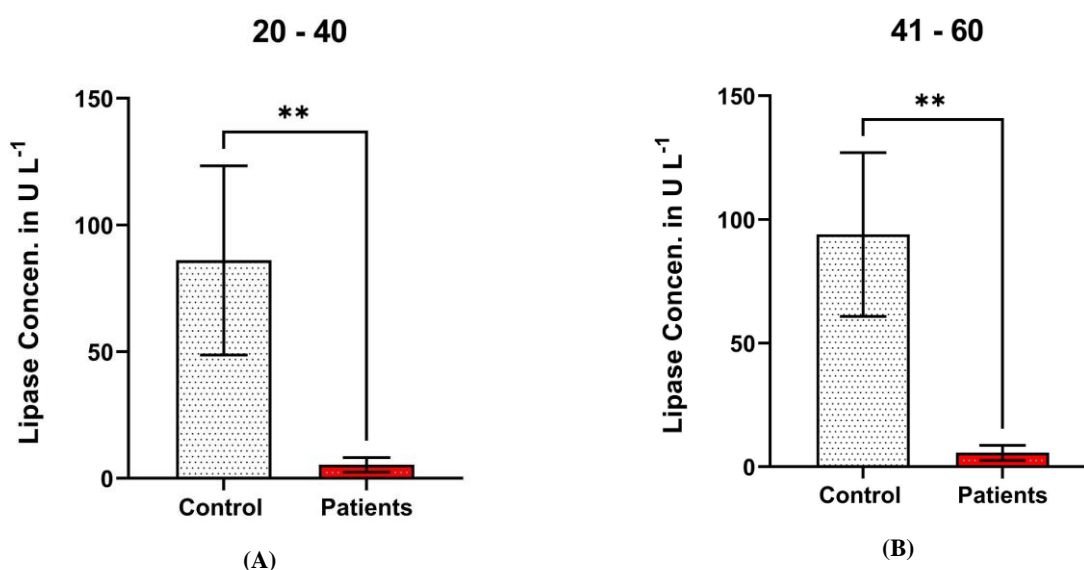 20 - 40
Lipase Concen. in U L⁻¹
150
100
50
0
**
Control
Patients
(A)
41 - 60
Lipase Concen. in U L⁻¹
150
100
50
0
**
Control
Patients
(B)